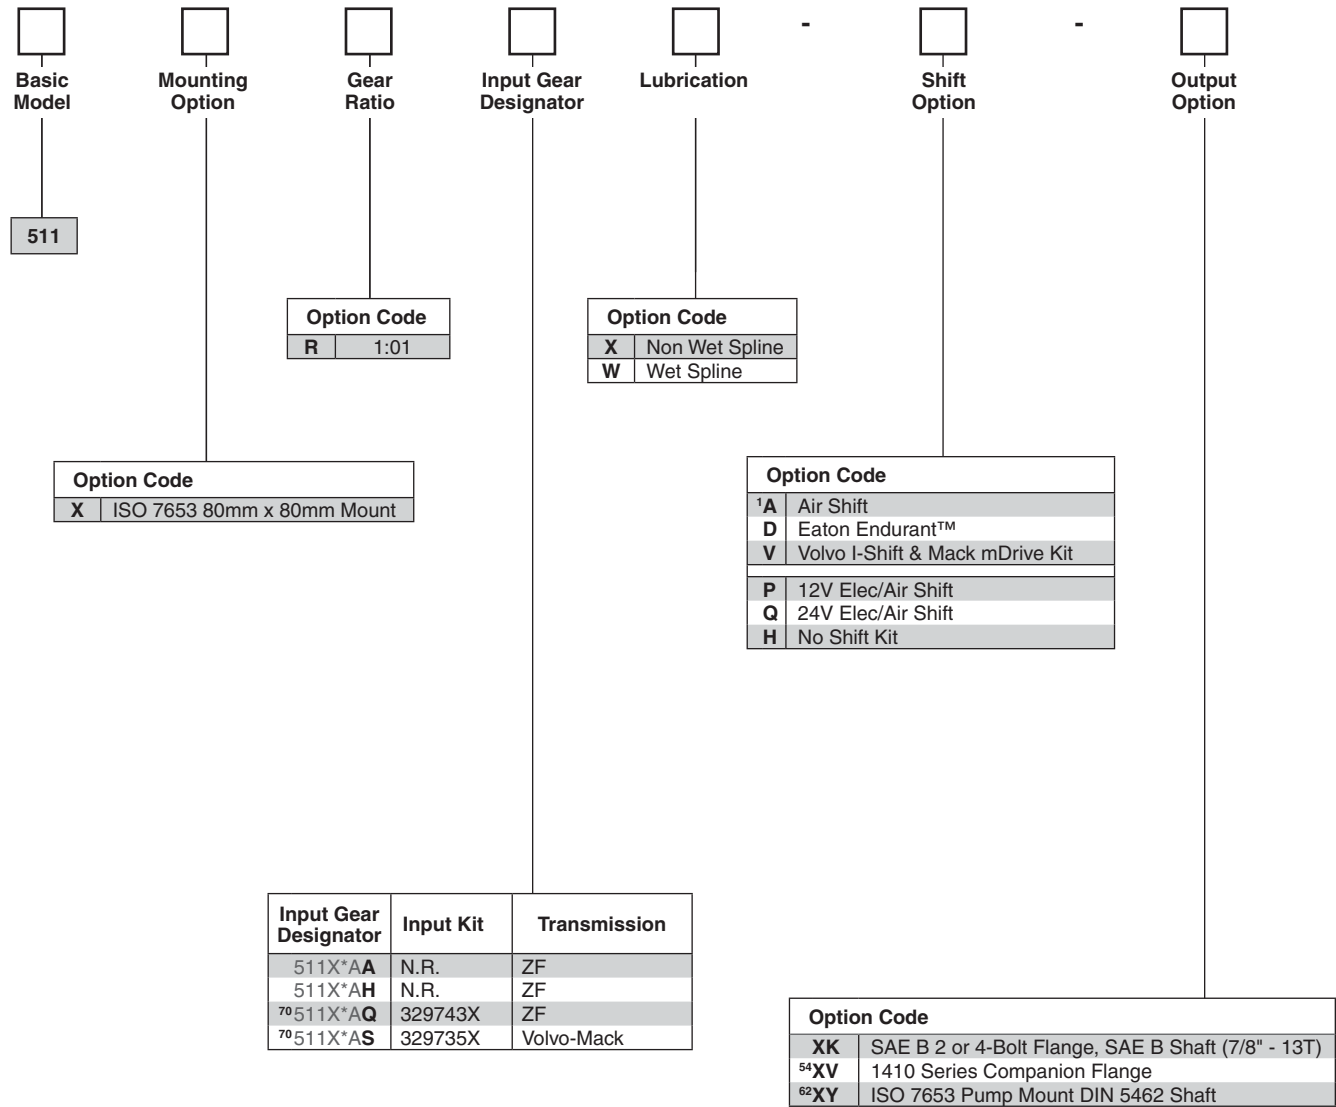 - -
Basic Model
Mounting Option
Gear Ratio
Input Gear Designator
Lubrication
Shift Option
Output Option
511
Option Code
R 1:01
Option Code
X Non Wet Spline
W Wet Spline
Option Code
X ISO 7653 80mm x 80mm Mount
Option Code
¹A Air Shift
D Eaton Endurant™
V Volvo I-Shift & Mack mDrive Kit
P 12V Elec/Air Shift
Q 24V Elec/Air Shift
H No Shift Kit
Input Gear Designator Input Kit Transmission
511X*AA N.R. ZF
511X*AH N.R. ZF
⁷⁰511X*AQ 329743X ZF
⁷⁰511X*AS 329735X Volvo-Mack
Option Code
XK SAE B 2 or 4-Bolt Flange, SAE B Shaft (7/8" - 13T)
⁵⁴XV 1410 Series Companion Flange
⁶²XY ISO 7653 Pump Mount DIN 5462 Shaft